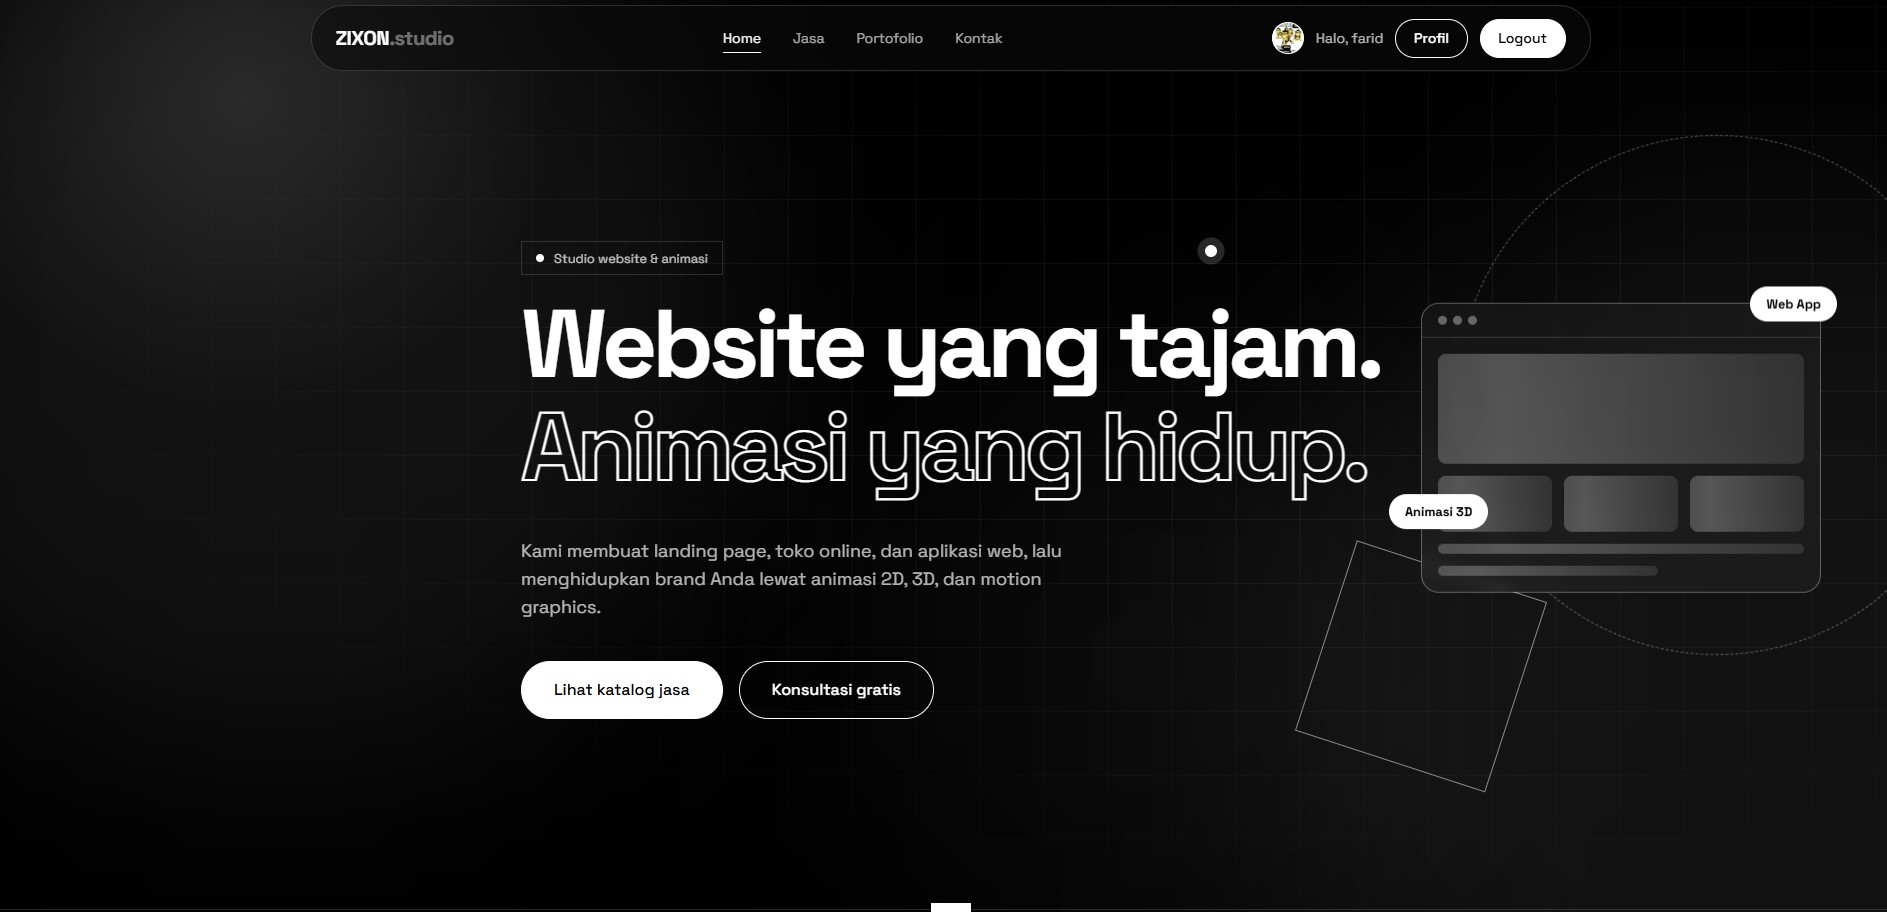 ZIXON.studio
Home
Jasa
Portofolio
Kontak
Halo, farid
Profil
Logout
Studio website & animasi
Website yang tajam.
Animasi yang hidup.
Kami membuat landing page, toko online, dan aplikasi web, lalu
menghidupkan brand Anda lewat animasi 2D, 3D, dan motion
graphics.
Lihat katalog jasa
Konsultasi gratis
Web App
Animasi 3D